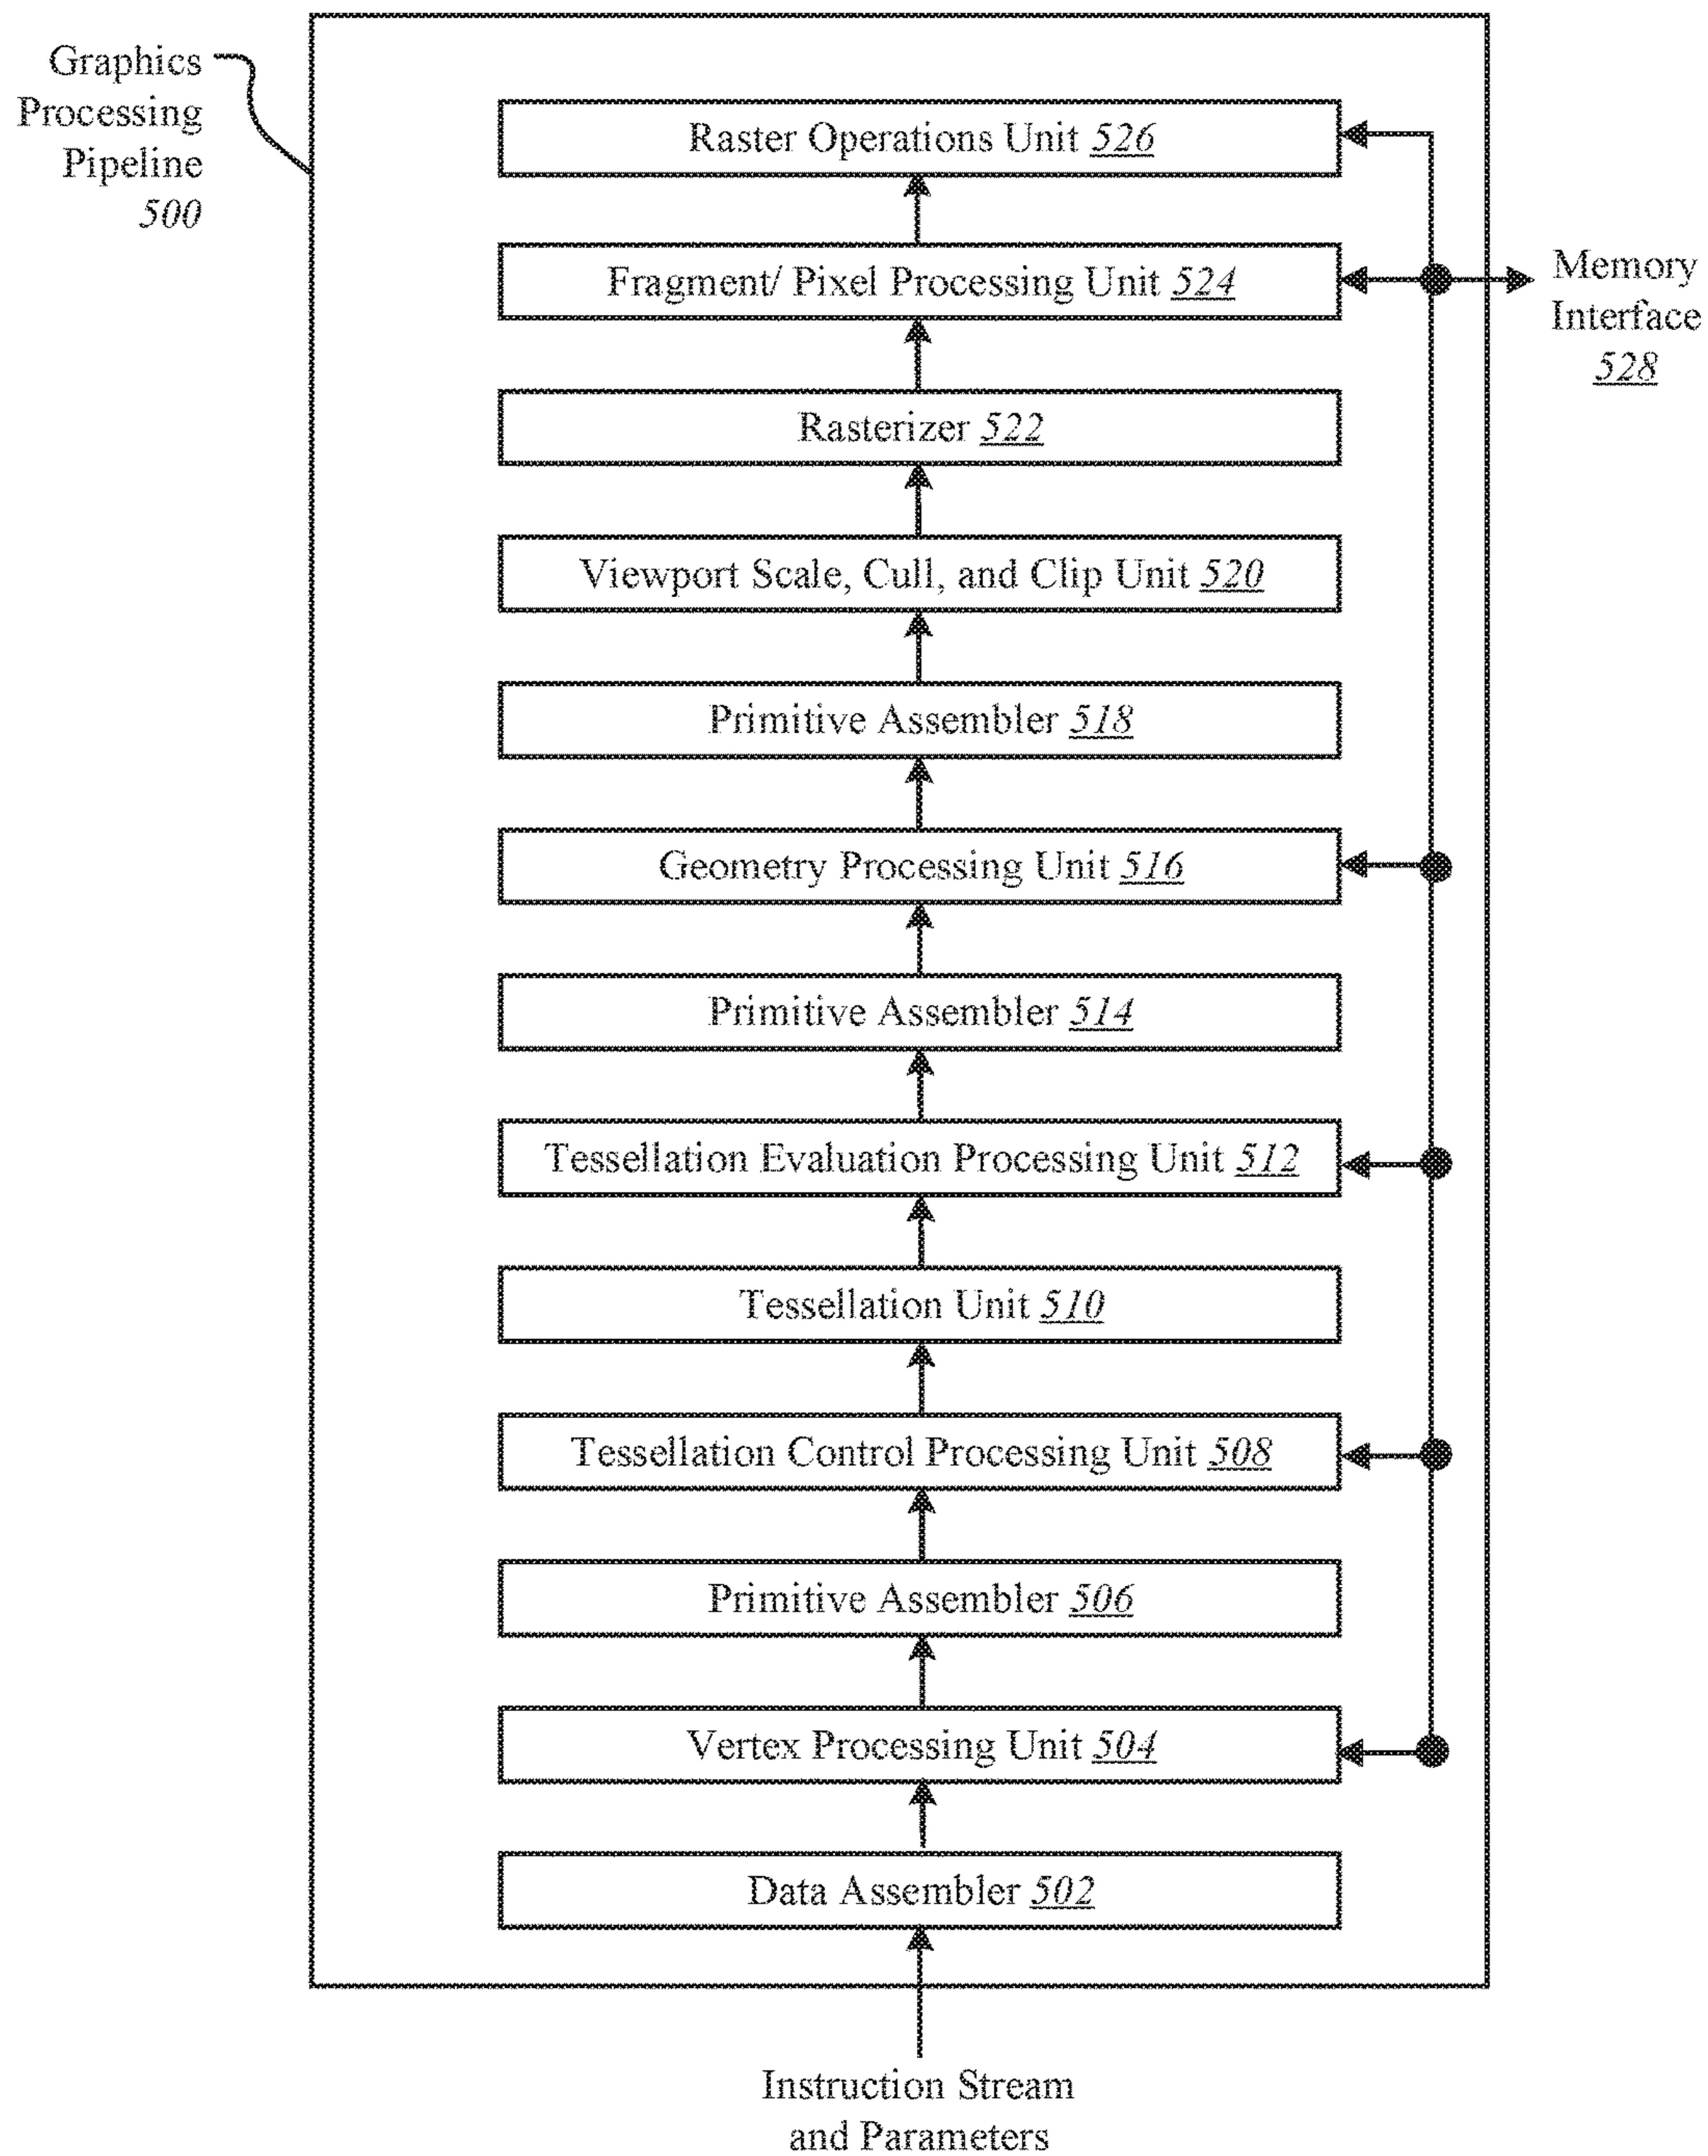 Graphics
Processing
Pipeline
500
Raster Operations Unit 526
Fragment/ Pixel Processing Unit 524
Memory
Interface
528
Rasterizer 522
Viewport Scale, Cull, and Clip Unit 520
Primitive Assembler 518
Geometry Processing Unit 516
Primitive Assembler 514
Tessellation Evaluation Processing Unit 512
Tessellation Unit 510
Tessellation Control Processing Unit 508
Primitive Assembler 506
Vertex Processing Unit 504
Data Assembler 502
Instruction Stream
and Parameters